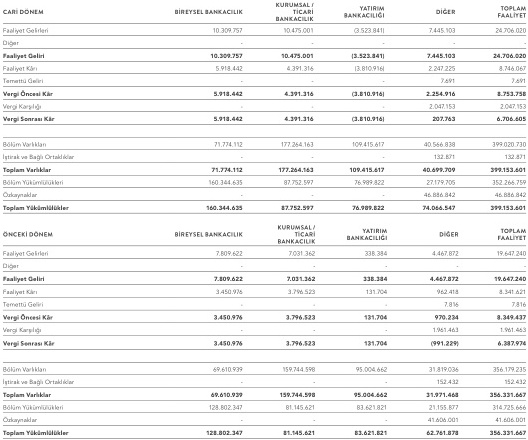 CARİ DÖNEM BİREYSEL BANKACILIK KURUMSAL / TİCARİ BANKACILIK YATIRIM BANKACILIĞI DİĞER TOPLAM FAALİYET
Faaliyet Gelirleri 10.309.757 10.475.001 (3.523.841) 7.445.103 24.706.020
Diğer - - - - -
Faaliyet Geliri 10.309.757 10.475.001 (3.523.841) 7.445.103 24.706.020
Faaliyet Kârı 5.918.442 4.391.316 (3.810.916) 2.247.225 8.746.067
Temettü Geliri - - - 7.691 7.691
Vergi Öncesi Kâr 5.918.442 4.391.316 (3.810.916) 2.254.916 8.753.758
Vergi Karşılığı - - - 2.047.153 2.047.153
Vergi Sonrası Kâr 5.918.442 4.391.316 (3.810.916) 207.763 6.706.605
Bölüm Varlıkları 71.774.112 177.264.163 109.415.617 40.566.838 399.020.730
İştirak ve Bağlı Ortaklıklar - - - 132.871 132.871
Toplam Varlıklar 71.774.112 177.264.163 109.415.617 40.699.709 399.153.601
Bölüm Yükümlülükleri 160.344.635 87.752.597 76.989.822 27.179.705 352.266.759
Özkaynaklar - - - 46.886.842 46.886.842
Toplam Yükümlülükler 160.344.635 87.752.597 76.989.822 74.066.547 399.153.601
ÖNCEKİ DÖNEM BİREYSEL BANKACILIK KURUMSAL / TİCARİ BANKACILIK YATIRIM BANKACILIĞI DİĞER TOPLAM FAALİYET
Faaliyet Gelirleri 7.809.622 7.031.362 338.384 4.467.872 19.647.240
Diğer - - - - -
Faaliyet Geliri 7.809.622 7.031.362 338.384 4.467.872 19.647.240
Faaliyet Kârı 3.450.976 3.796.523 131.704 962.418 8.341.621
Temettü Geliri - - - 7.816 7.816
Vergi Öncesi Kâr 3.450.976 3.796.523 131.704 970.234 8.349.437
Vergi Karşılığı - - - 1.961.463 1.961.463
Vergi Sonrası Kâr 3.450.976 3.796.523 131.704 (991.229) 6.387.974
Bölüm Varlıkları 69.610.939 159.744.598 95.004.662 31.819.036 356.179.235
İştirak ve Bağlı Ortaklıklar - - - 152.432 152.432
Toplam Varlıklar 69.610.939 159.744.598 95.004.662 31.971.468 356.331.667
Bölüm Yükümlülükleri 128.802.347 81.145.621 83.621.821 21.155.877 314.725.666
Özkaynaklar - - - 41.606.001 41.606.001
Toplam Yükümlülükler 128.802.347 81.145.621 83.621.821 62.761.878 356.331.667